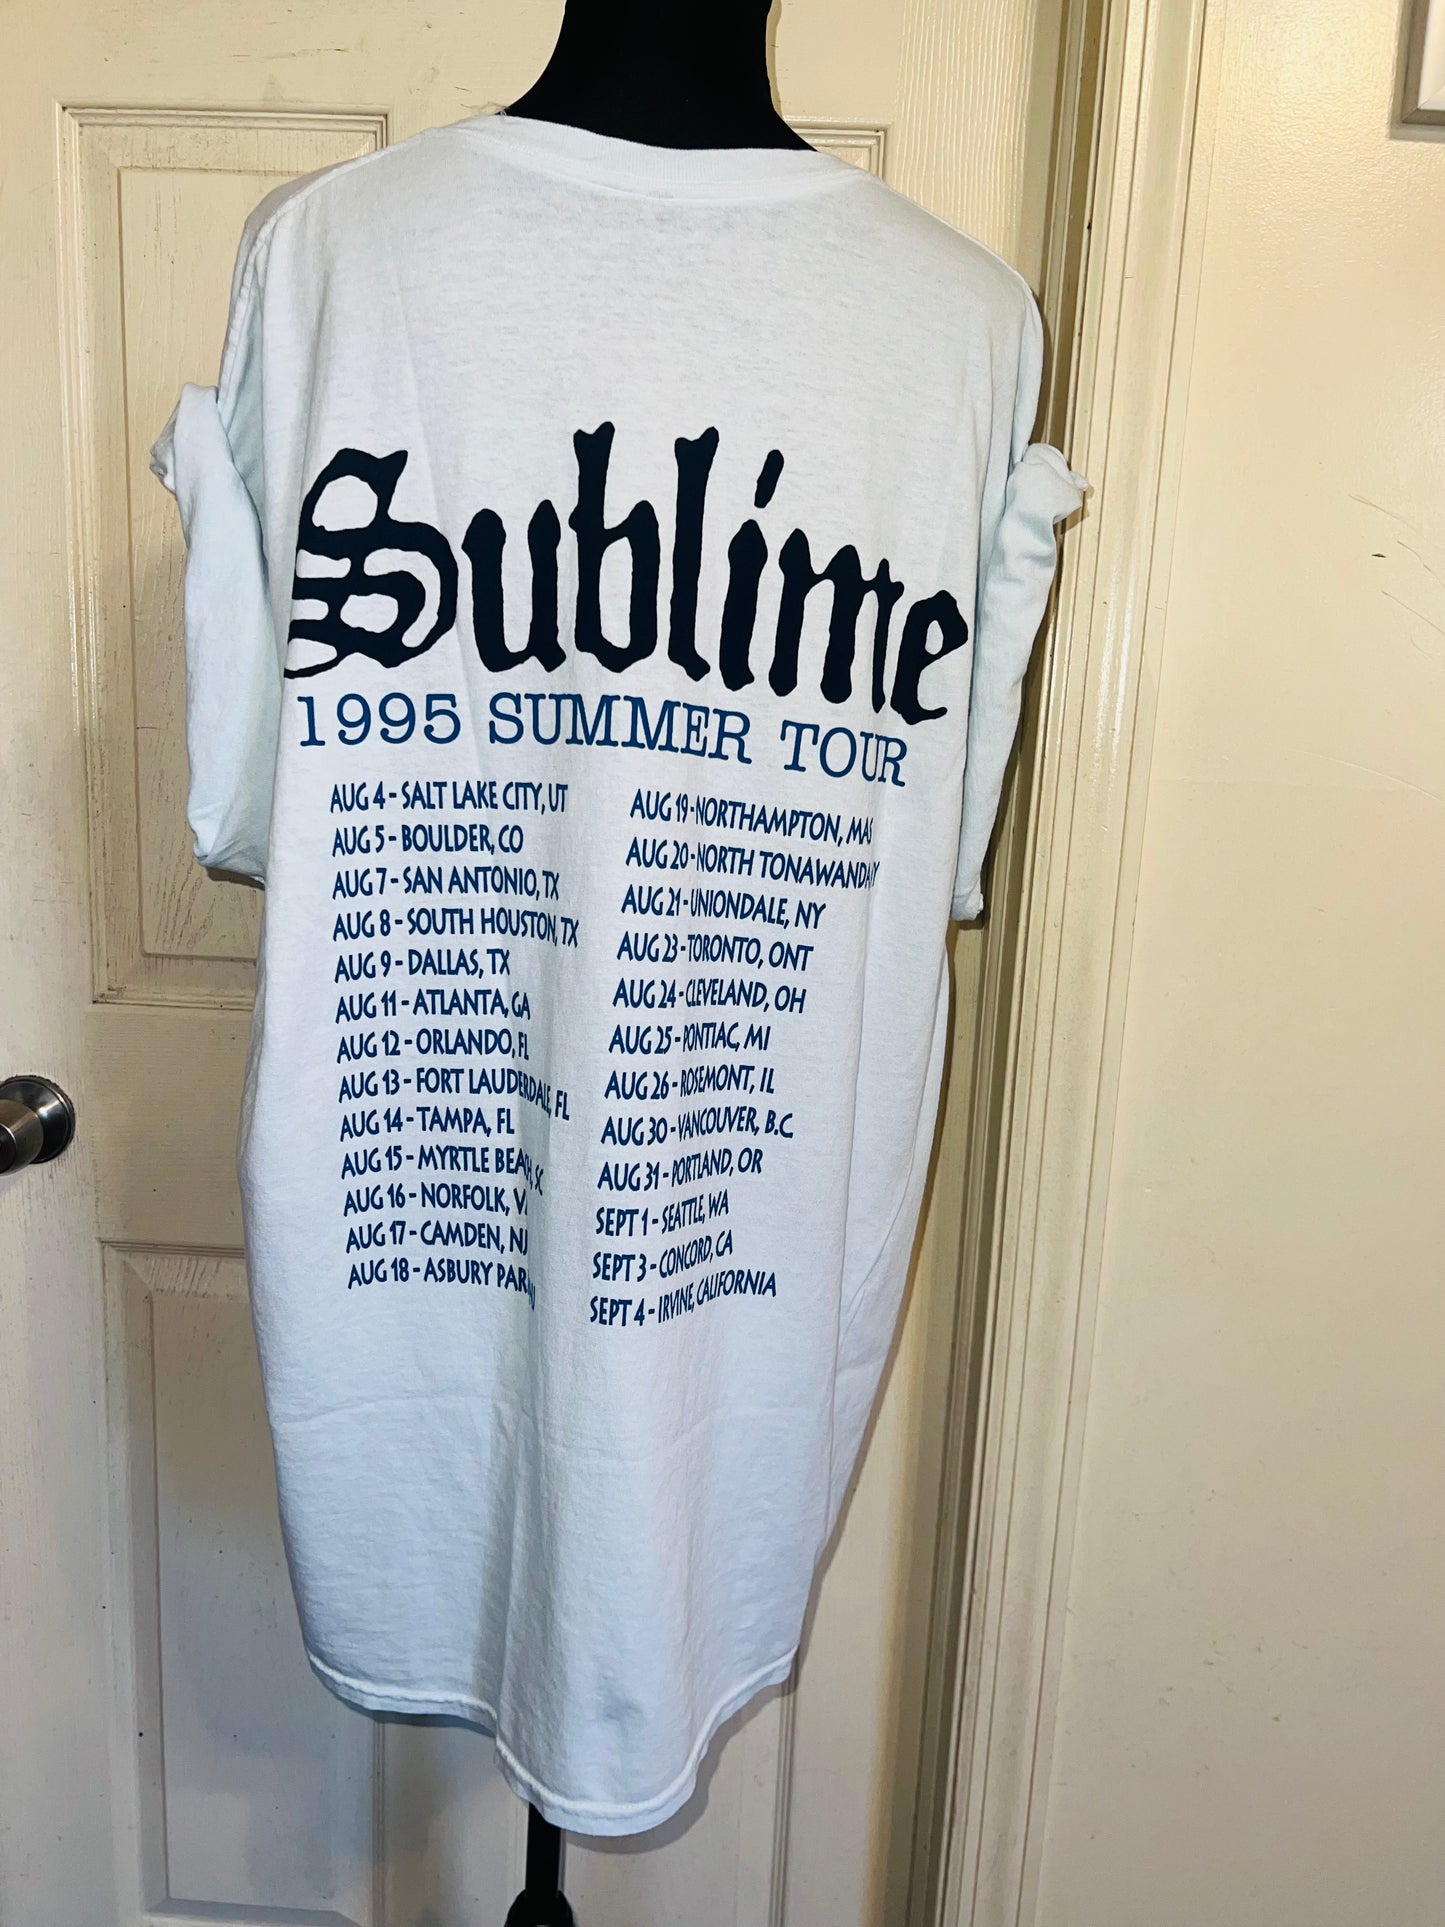 Sublime
1995 SUMMER TOUR
AUG 4 - SALT LAKE CITY, UT
AUG 5 - BOULDER, CO
AUG 7 - SAN ANTONIO, TX
AUG 8 - SOUTH HOUSTON, TX
AUG 9 - DALLAS, TX
AUG 11 - ATLANTA, GA
AUG 12 - ORLANDO, FL
AUG 13 - FORT LAUDERDALE, FL
AUG 14 - TAMPA, FL
AUG 15 - MYRTLE BEACH, SC
AUG 16 - NORFOLK,
AUG 17 - CAMDEN, NJ
AUG 18 - ASBURY
AUG 19 - NORTHAMPTON, MAS
AUG 20 - NORTH
AUG 21 - UNIONDALE, NY
AUG 23 - TORONTO, ONT
AUG 24 - CLEVELAND, OH
AUG 25 - PONTIAC, MI
AUG 26 - ROSEMONT, IL
AUG 30 - VANCOUVER, B.C.
AUG 31 - PORTLAND, OR
SEPT 1 - SEATTLE, WA
SEPT 3 - CONCORD, CA
SEPT 4 - IRVINE, CALIFORNIA